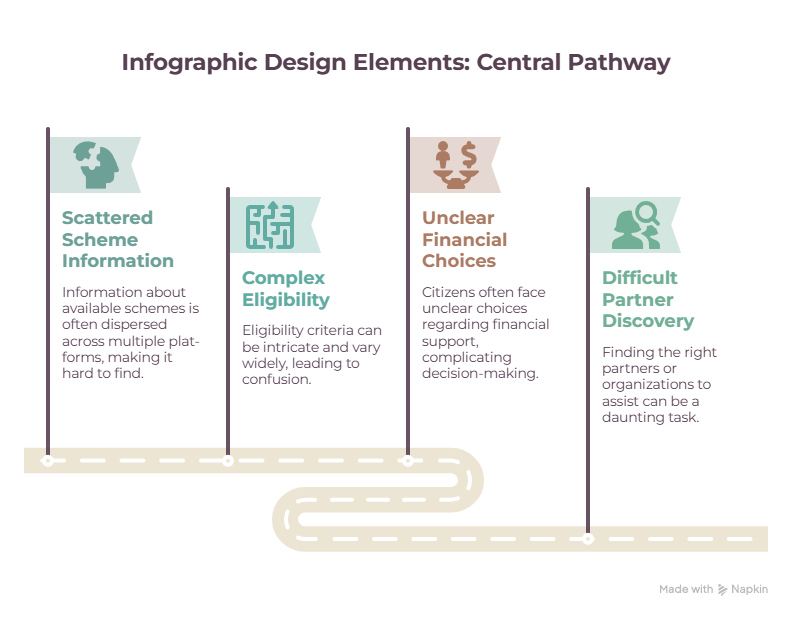 Infographic Design Elements: Central Pathway
Scattered
Scheme
Information
Information about
available schemes is
often dispersed
across multiple plat-
forms, making it
hard to find.
Complex
Eligibility
Eligibility criteria can
be intricate and vary
widely, leading to
confusion.
Unclear
Financial
Choices
Citizens often face
unclear choices
regarding financial
support,
complicating
decision-making.
Difficult
Partner
Discovery
Finding the right
partners or
organizations to
assist can be a
daunting task.
Made with Napkin